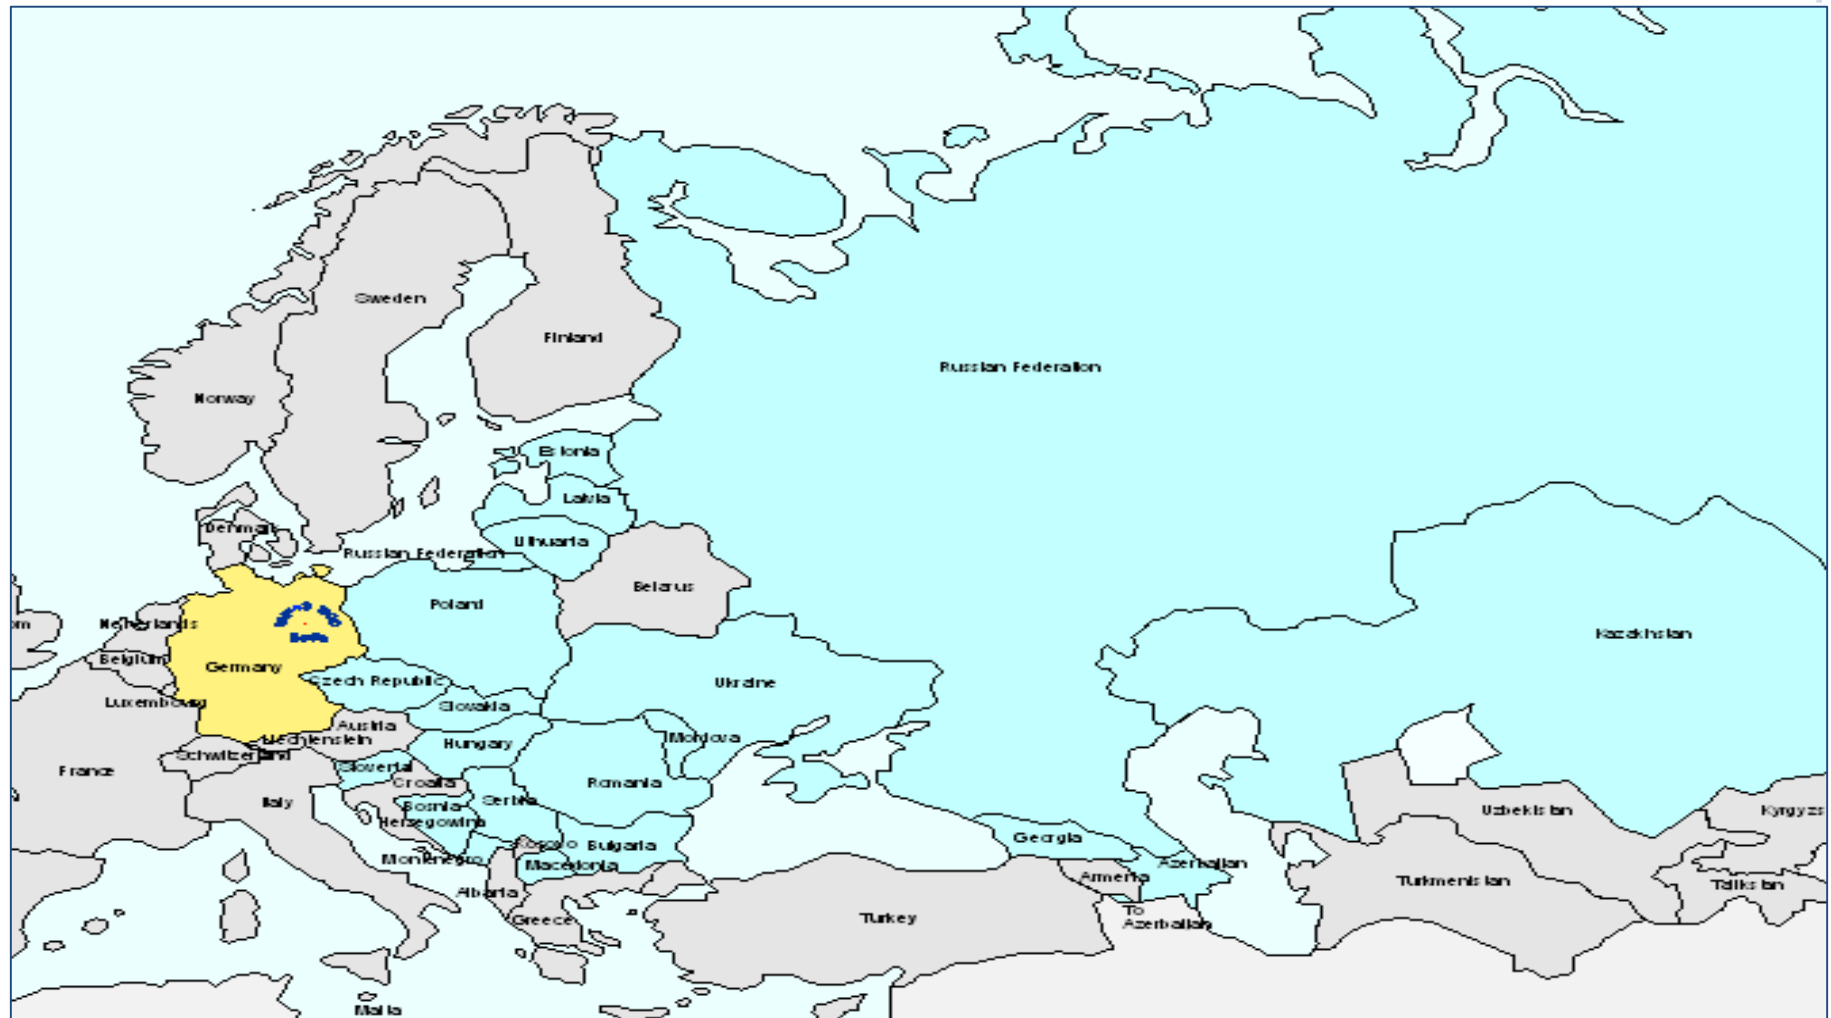 Sweden
Finland
Russian Federation
Norway
Estonia
Latvia
Denmark
Lithuania
Russian Federation
Belarus
Poland
om
Netherlands
Kazakhstan
Belgium
Germany
Czech Republic
Ukraine
Luxembourg
Slovakia
Austria
Liechtenstein
Moldova
Hungary
Schwitzerland
France
Slovenia
Croatia
Romania
Italy
Serbia
Bosnia-
Herzegowina
Uzbekistan
Kyrgyzs
Georgia
Kosovo
Bulgaria
Montenegro
Macedonia
Azerbaijan
Armenia
Turkmenistan
Tajikstan
Albania
Greece
Turkey
To
Azerbaijan
Malta